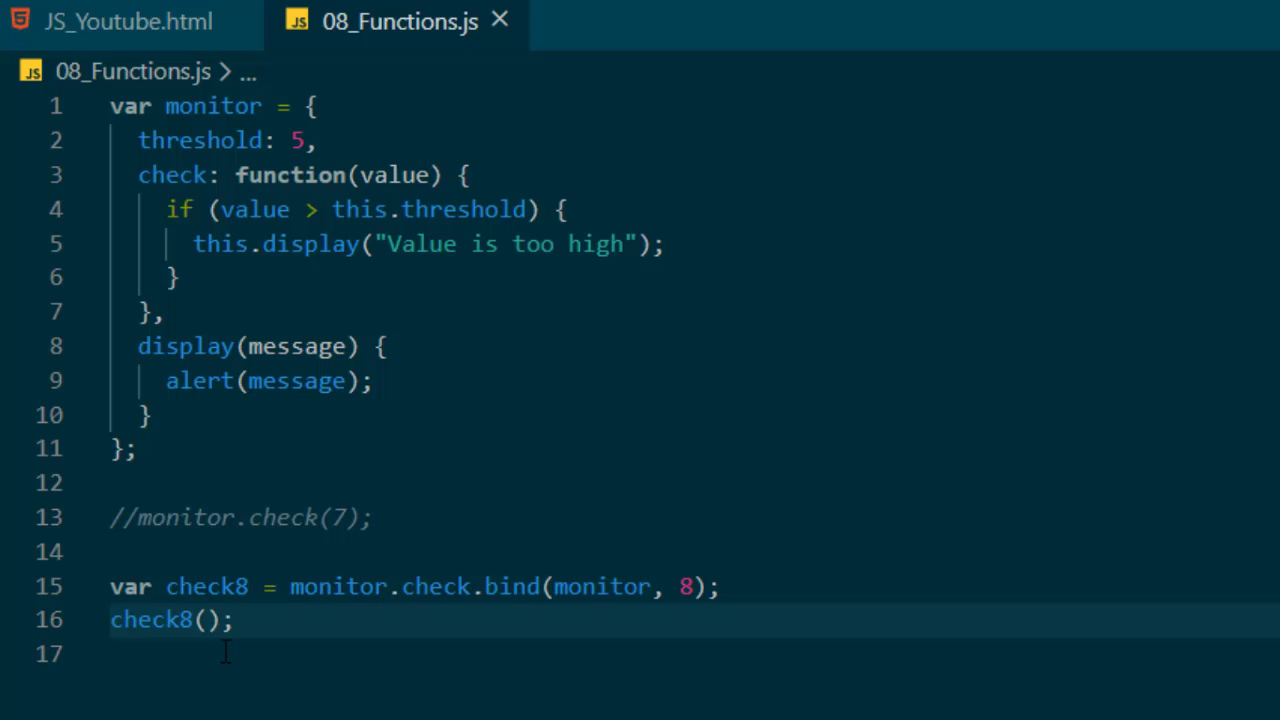 JS_Youtube.html
JS 08_Functions.js
JS 08_Functions.js > ...
1 var monitor = {
2 threshold: 5,
3 check: function(value) {
4 if (value > this.threshold) {
5 this.display("Value is too high");
6 }
7 },
8 display(message) {
9 alert(message);
10 }
11 };
12
13 //monitor.check(7);
14
15 var check8 = monitor.check.bind(monitor, 8);
16 check8();
17